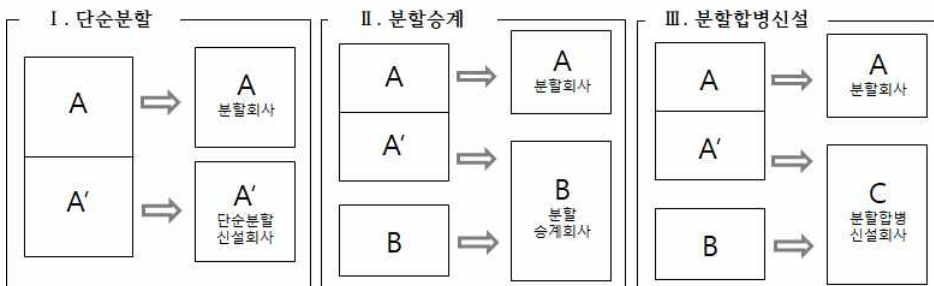 Ⅰ. 단순분할
A
A'
A
분할회사
A'
단순분할
신설회사
Ⅱ. 분할승계
A
A'
B
A
분할회사
B
분할
승계회사
Ⅲ. 분할합병신설
A
A'
B
A
분할회사
C
분할합병
신설회사